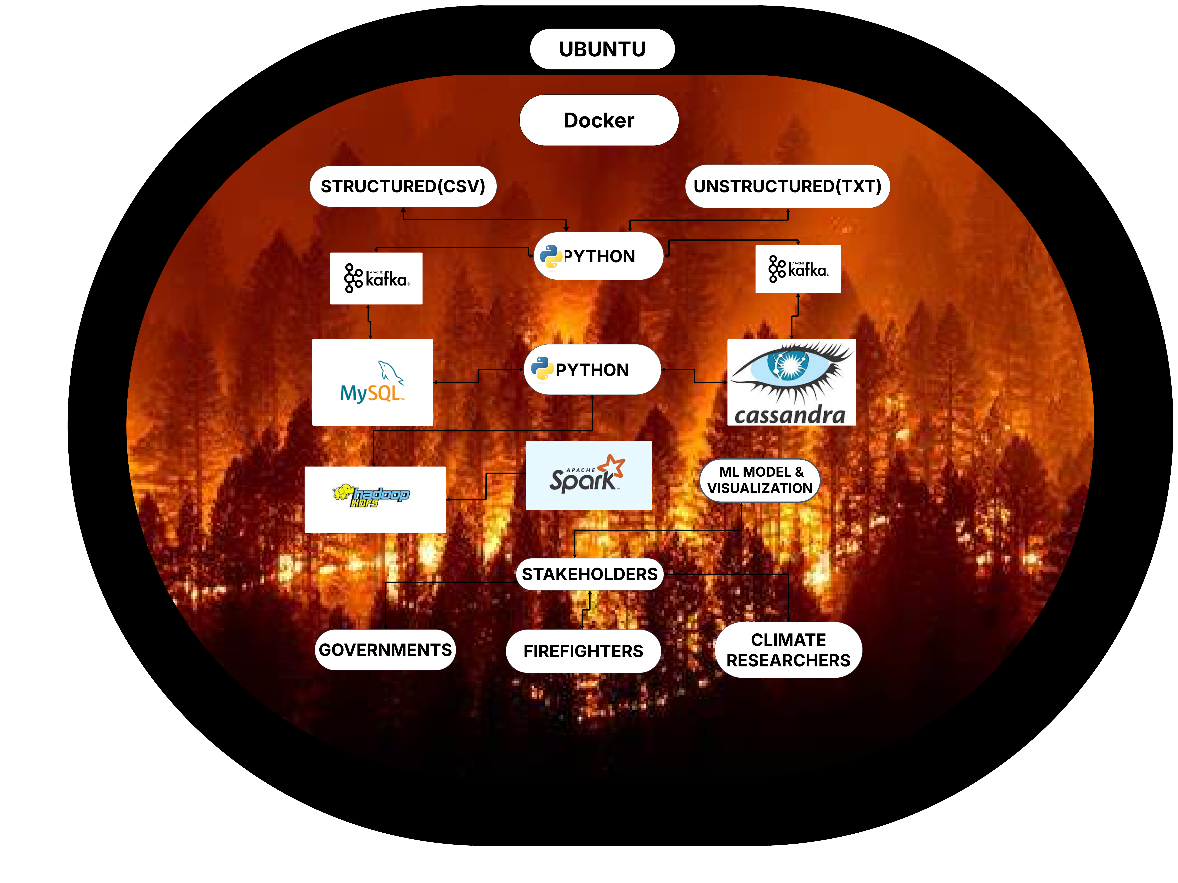 UBUNTU
Docker
STRUCTURED(CSV)
UNSTRUCTURED(TXT)
PYTHON
kafka
kafka
MySQL
PYTHON
cassandra
APACHE
Spark
ML MODEL &
VISUALIZATION
hadoop
HDFS
STAKEHOLDERS
GOVERNMENTS
FIREFIGHTERS
CLIMATE
RESEARCHERS